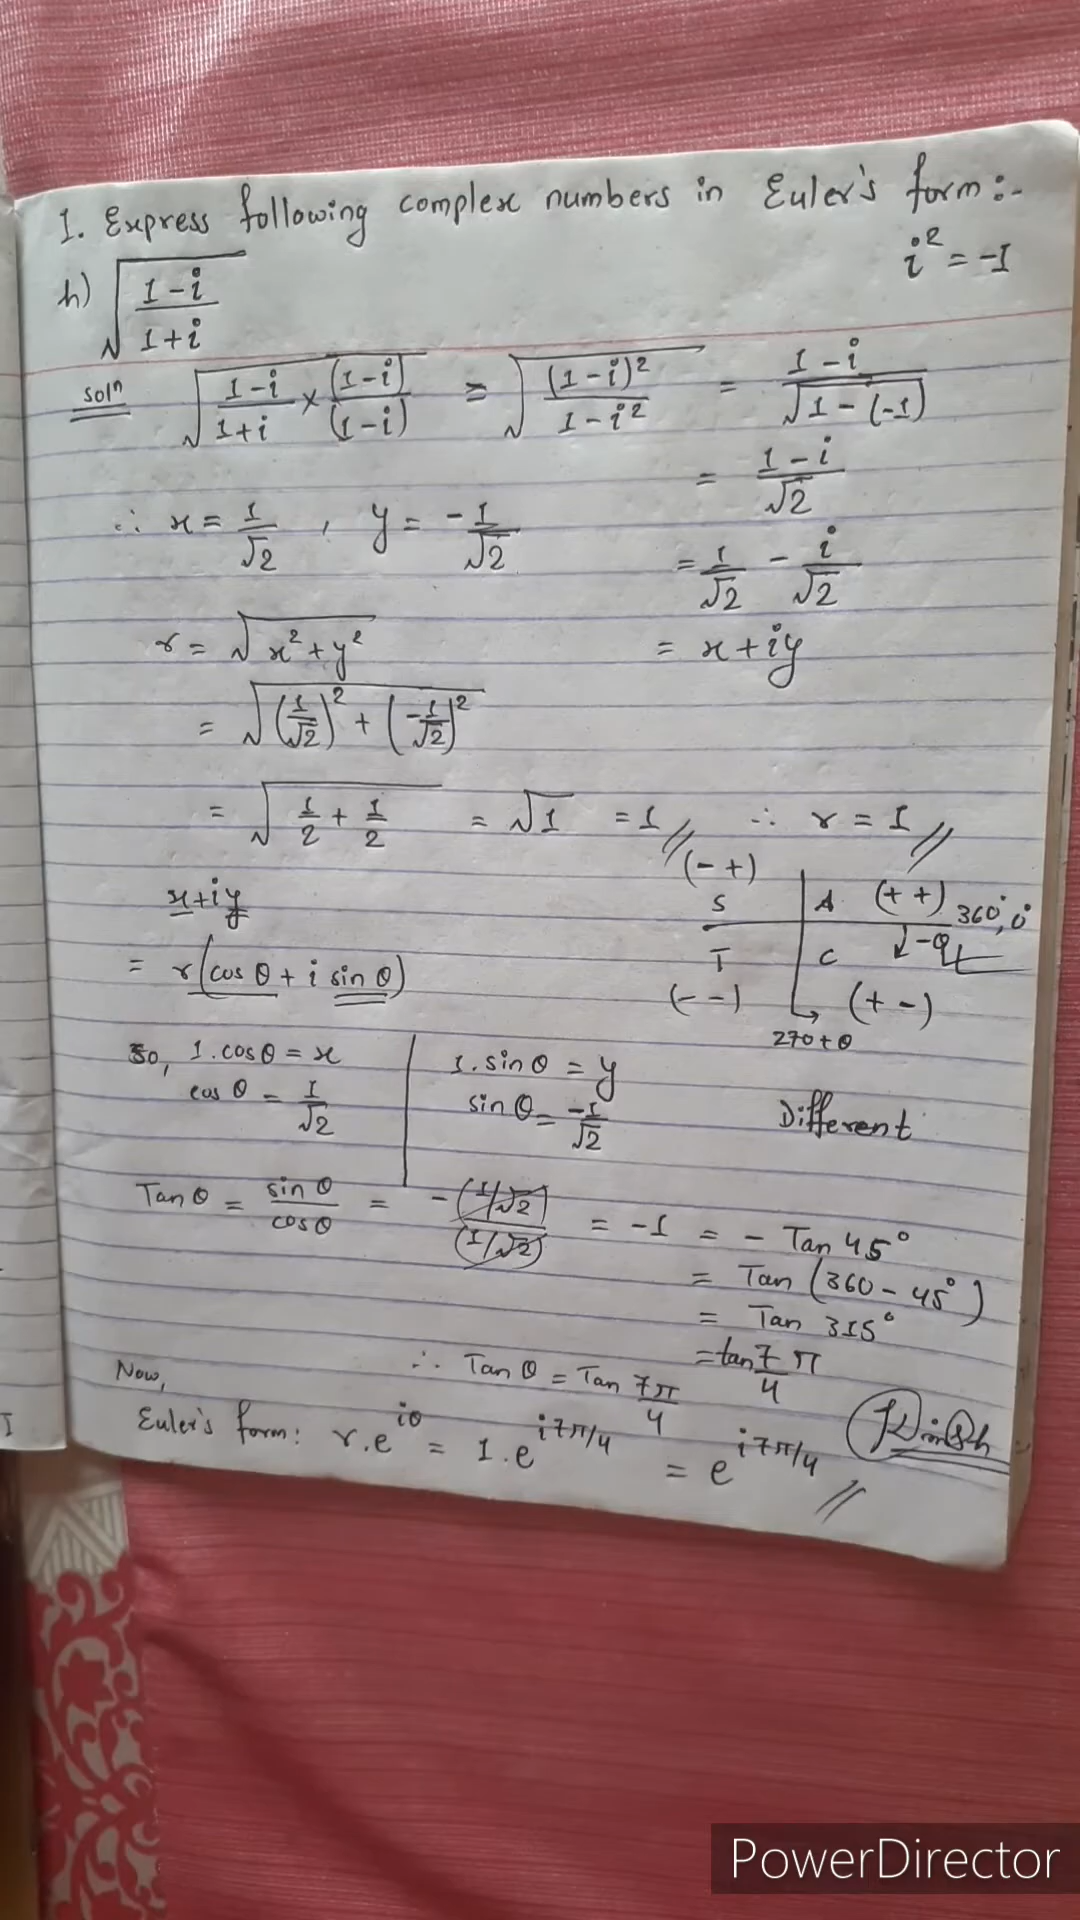 1. Express following complex numbers in Euler's form :-
i² = -1
h) √((1-i)/(1+i))
solⁿ √((1-i)/(1+i) × (1-i)/(1-i)) = √((1-i)²/(1-i²)) = (1-i)/√(1-(-1))
= (1-i)/√2
∴ x = 1/√2 , y = -1/√2
= 1/√2 - i/√2
r = √(x²+y²)
= x+iy
= √((1/√2)² + (-1/√2)²)
= √(1/2 + 1/2) = √1 = 1// ∴ r = 1//
x+iy
= r(cos θ + i sin θ)
(- +) (+ +)
S A 360°, 0°
T C -θ
(- -) (+ -)
270+θ
So, 1.cosθ = x
cos θ = 1/√2
1.sin θ = y
sin θ = -1/√2
Different
Tan θ = sin θ/cosθ = -(1/√2)/(1/√2) = -1 = - Tan 45°
= Tan (360 - 45°)
= Tan 315°
= tan 7π/4
∴ Tan θ = Tan 7π/4
Now,
Euler's form: r.e^iθ = 1.e^i7π/4 = e^i7π/4 //
PowerDirector